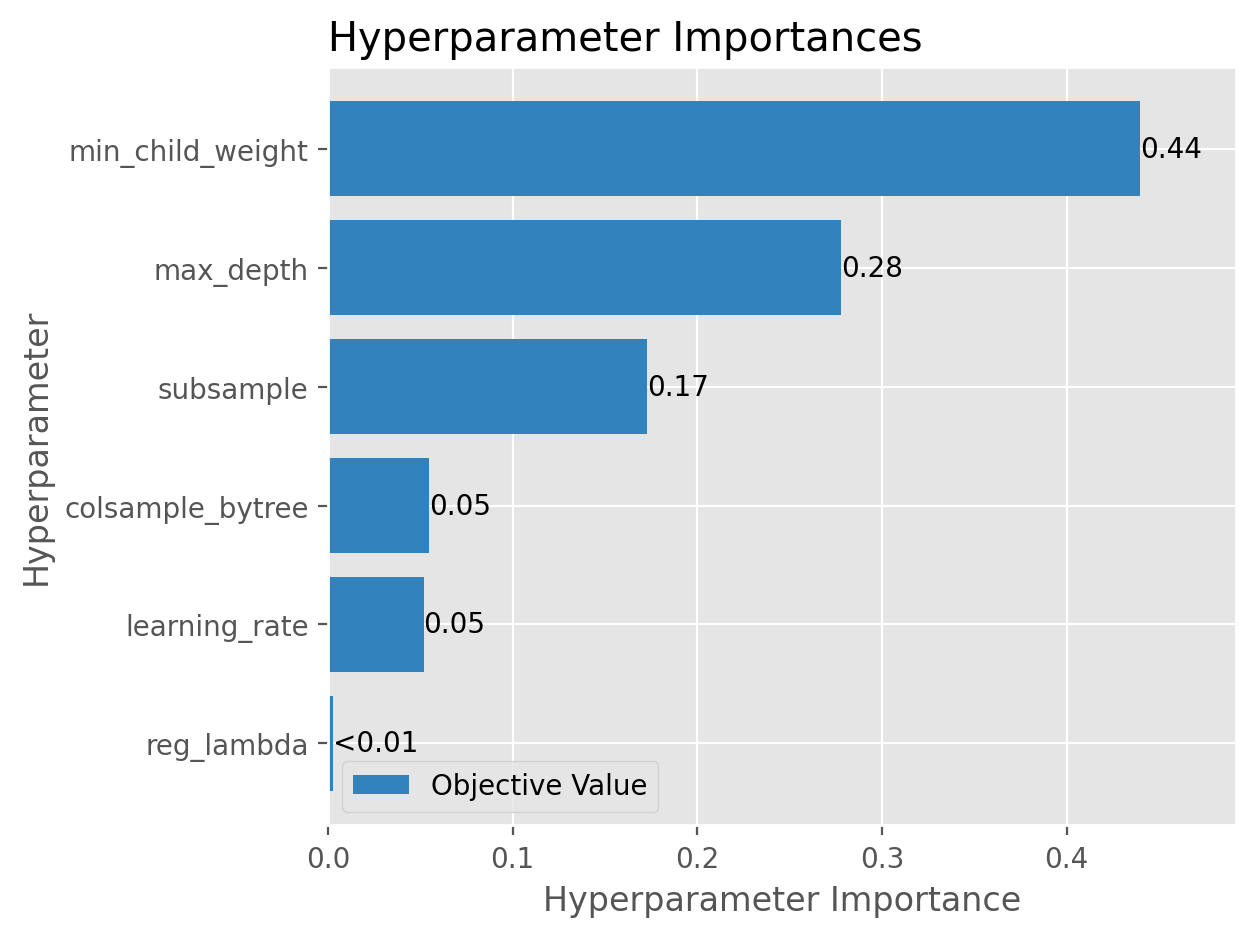 Hyperparameter Importances
Hyperparameter
min_child_weight
0.44
max_depth
0.28
subsample
0.17
colsample_bytree
0.05
learning_rate
0.05
reg_lambda
<0.01
Objective Value
0.0 0.1 0.2 0.3 0.4
Hyperparameter Importance